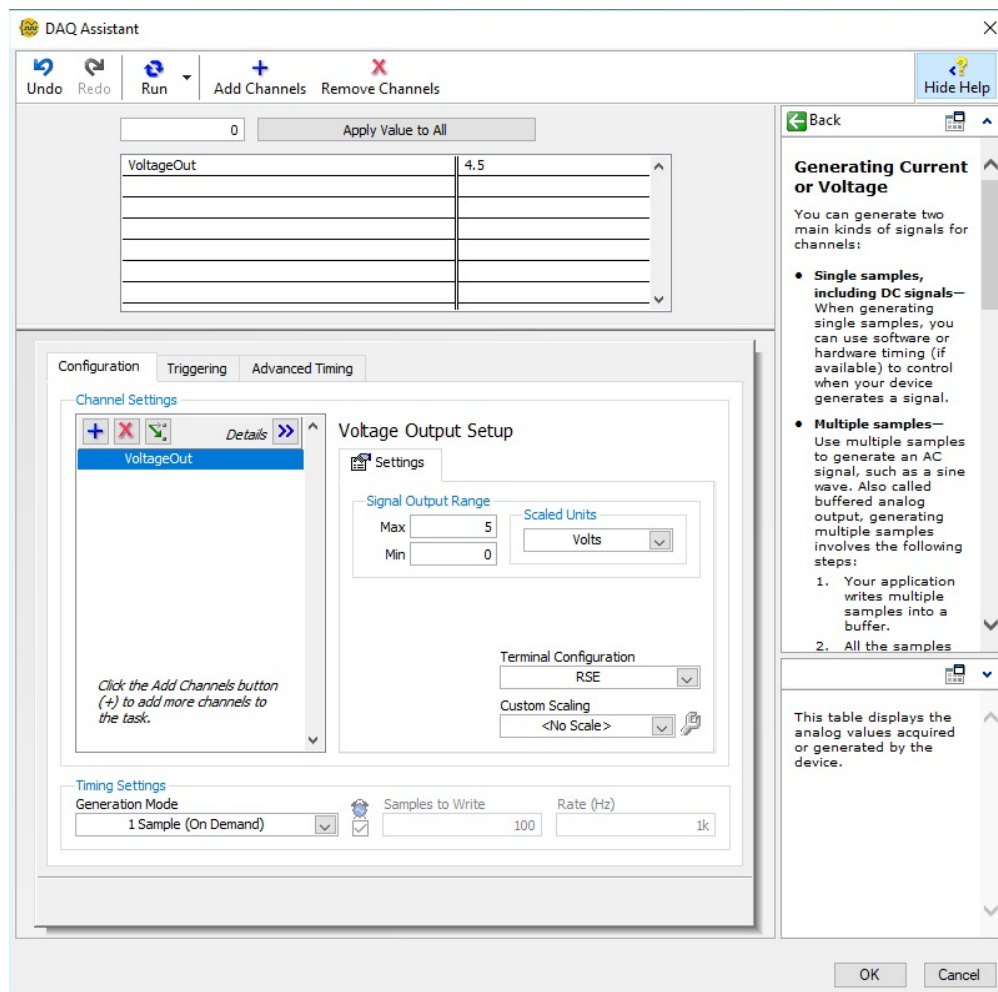 DAQ Assistant
Undo
Redo
Run
Add Channels
Remove Channels
Hide Help
0
Apply Value to All
VoltageOut 4.5
Configuration
Triggering
Advanced Timing
Channel Settings
Details
VoltageOut
Click the Add Channels button
(+) to add more channels to
the task.
Voltage Output Setup
Settings
Signal Output Range
Max 5
Min 0
Scaled Units
Volts
Terminal Configuration
RSE
Custom Scaling
<No Scale>
Timing Settings
Generation Mode
1 Sample (On Demand)
Samples to Write
100
Rate (Hz)
1k
Back
Generating Current
or Voltage
You can generate two
main kinds of signals for
channels:
• Single samples,
including DC signals—
When generating
single samples, you
can use software or
hardware timing (if
available) to control
when your device
generates a signal.
• Multiple samples—
Use multiple samples
to generate an AC
signal, such as a sine
wave. Also called
buffered analog
output, generating
multiple samples
involves the following
steps:
1. Your application
writes multiple
samples into a
buffer.
2. All the samples
This table displays the
analog values acquired
or generated by the
device.
OK
Cancel